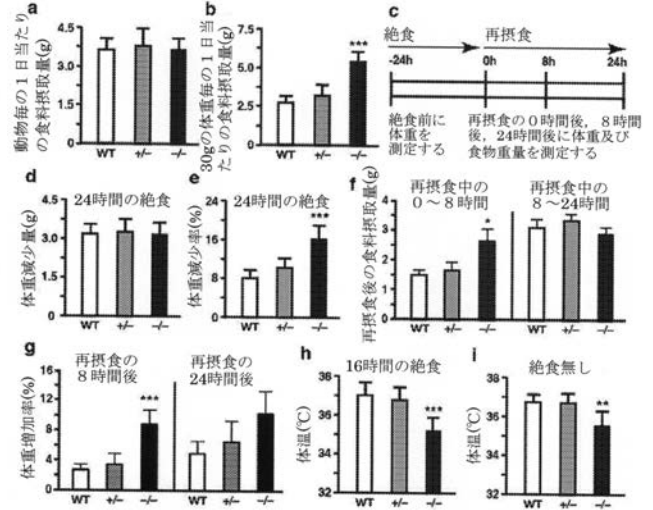 a
動物毎の1日当たり
の食料摂取量(g)
4.5
3.0
1.5
0
WT
+/−
−/−
b
30gの体重毎の1日当
たりの食料摂取量(g)
7.5
5.0
2.5
0
***
WT
+/−
−/−
c
絶食
再摂食
-24h
0h
8h
24h
絶食前に
体重を
測定する
再摂食の0時間後，8時間
後，24時間後に体重及び
食物重量を測定する
d
24時間の絶食
体重減少量(g)
4.5
3.0
1.5
0
WT
+/−
−/−
e
24時間の絶食
体重減少率(%)
24
16
8
0
***
WT
+/−
−/−
f
再摂食中の
0～8時間
再摂食中の
8～24時間
再摂食後の食料摂取量(g)
4
3
2
1
0
*
WT
+/−
−/−
WT
+/−
−/−
g
再摂食の
8時間後
再摂食の
24時間後
体重増加率(%)
16
12
8
4
0
***
WT
+/−
−/−
WT
+/−
−/−
h
16時間の絶食
体温(℃)
38
36
34
32
***
WT
+/−
−/−
i
絶食無し
体温(℃)
38
36
34
32
**
WT
+/−
−/−